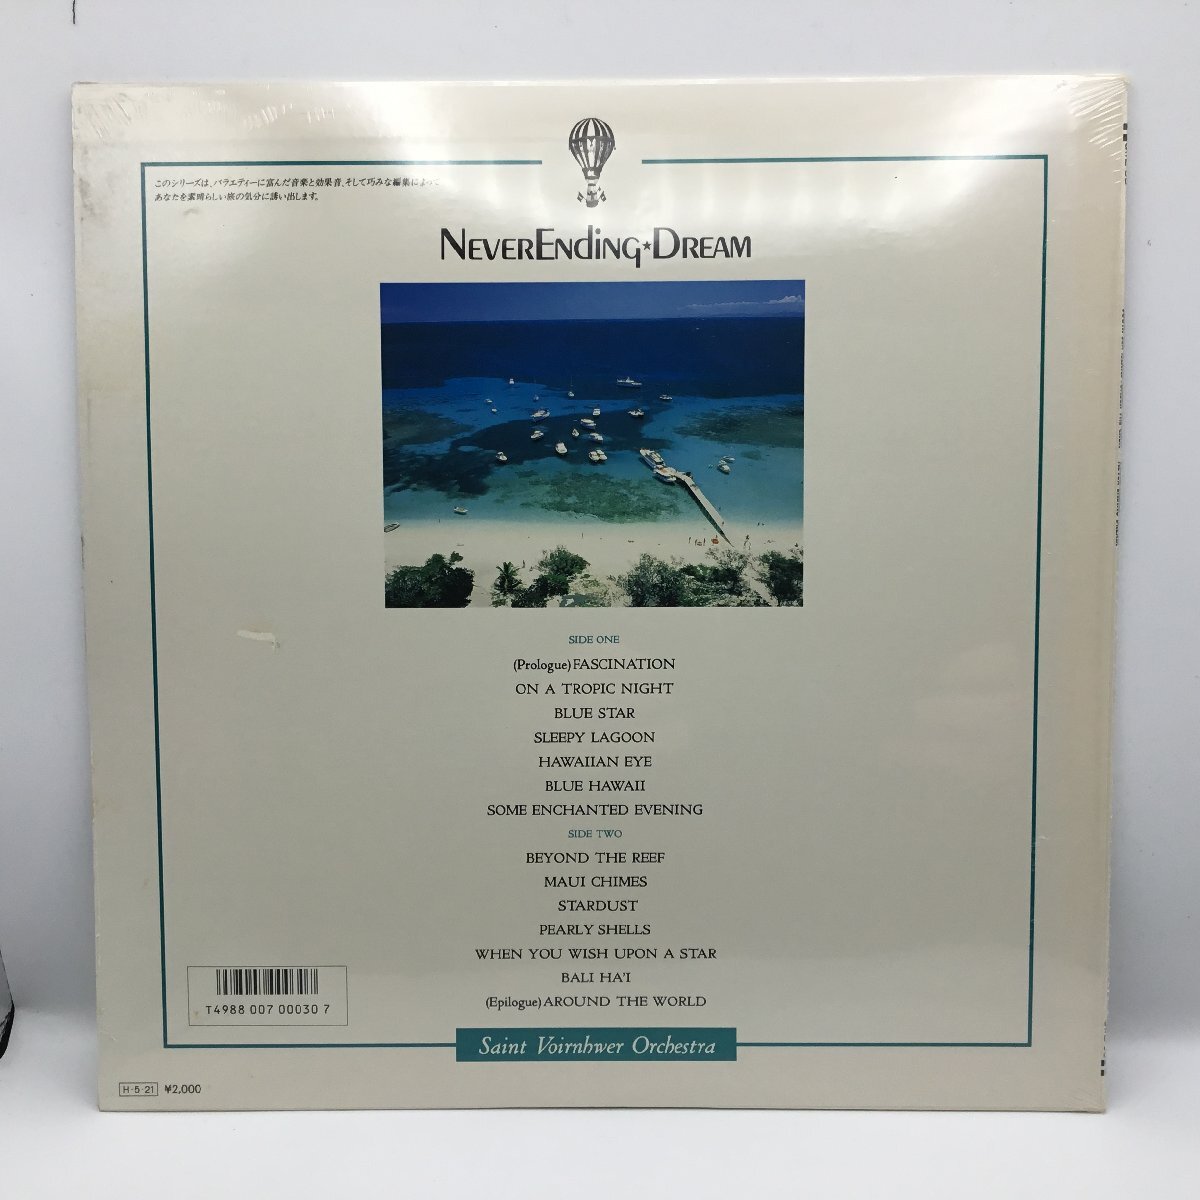 このシリーズは、バラエティーに富んだ音楽と効果音、そして巧みな編集によって
あなたを素晴らしい旅の気分に誘い出します。
NEVERENdiNG★DREAM
SIDE ONE
(Prologue)FASCINATION
ON A TROPIC NIGHT
BLUE STAR
SLEEPY LAGOON
HAWAIIAN EYE
BLUE HAWAII
SOME ENCHANTED EVENING
SIDE TWO
BEYOND THE REEF
MAUI CHIMES
STARDUST
PEARLY SHELLS
WHEN YOU WISH UPON A STAR
BALI HA'I
(Epilogue)AROUND THE WORLD
T4988 007 00030 7
Saint Voirnhwer Orchestra
H-5-21 ¥2,000